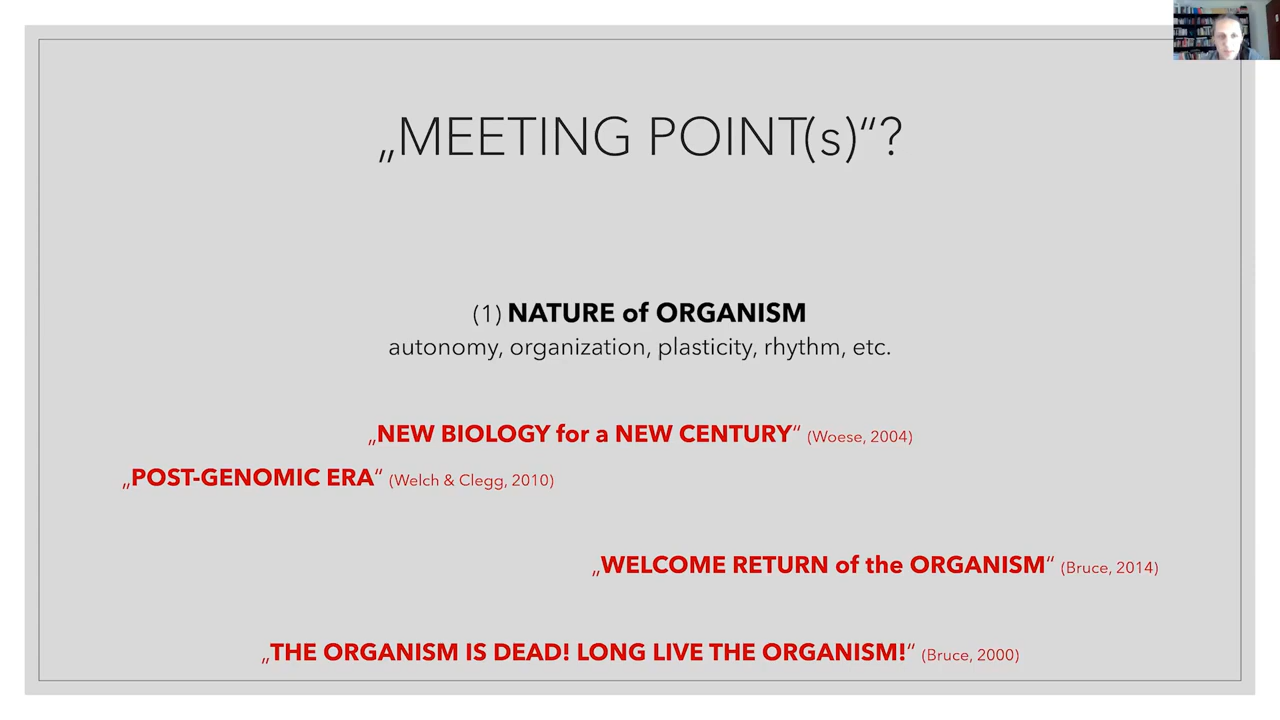 „MEETING POINT(s)“?
(1) NATURE of ORGANISM
autonomy, organization, plasticity, rhythm, etc.
„NEW BIOLOGY for a NEW CENTURY“ (Woese, 2004)
„POST-GENOMIC ERA“ (Welch & Clegg, 2010)
„WELCOME RETURN of the ORGANISM“ (Bruce, 2014)
„THE ORGANISM IS DEAD! LONG LIVE THE ORGANISM!“ (Bruce, 2000)